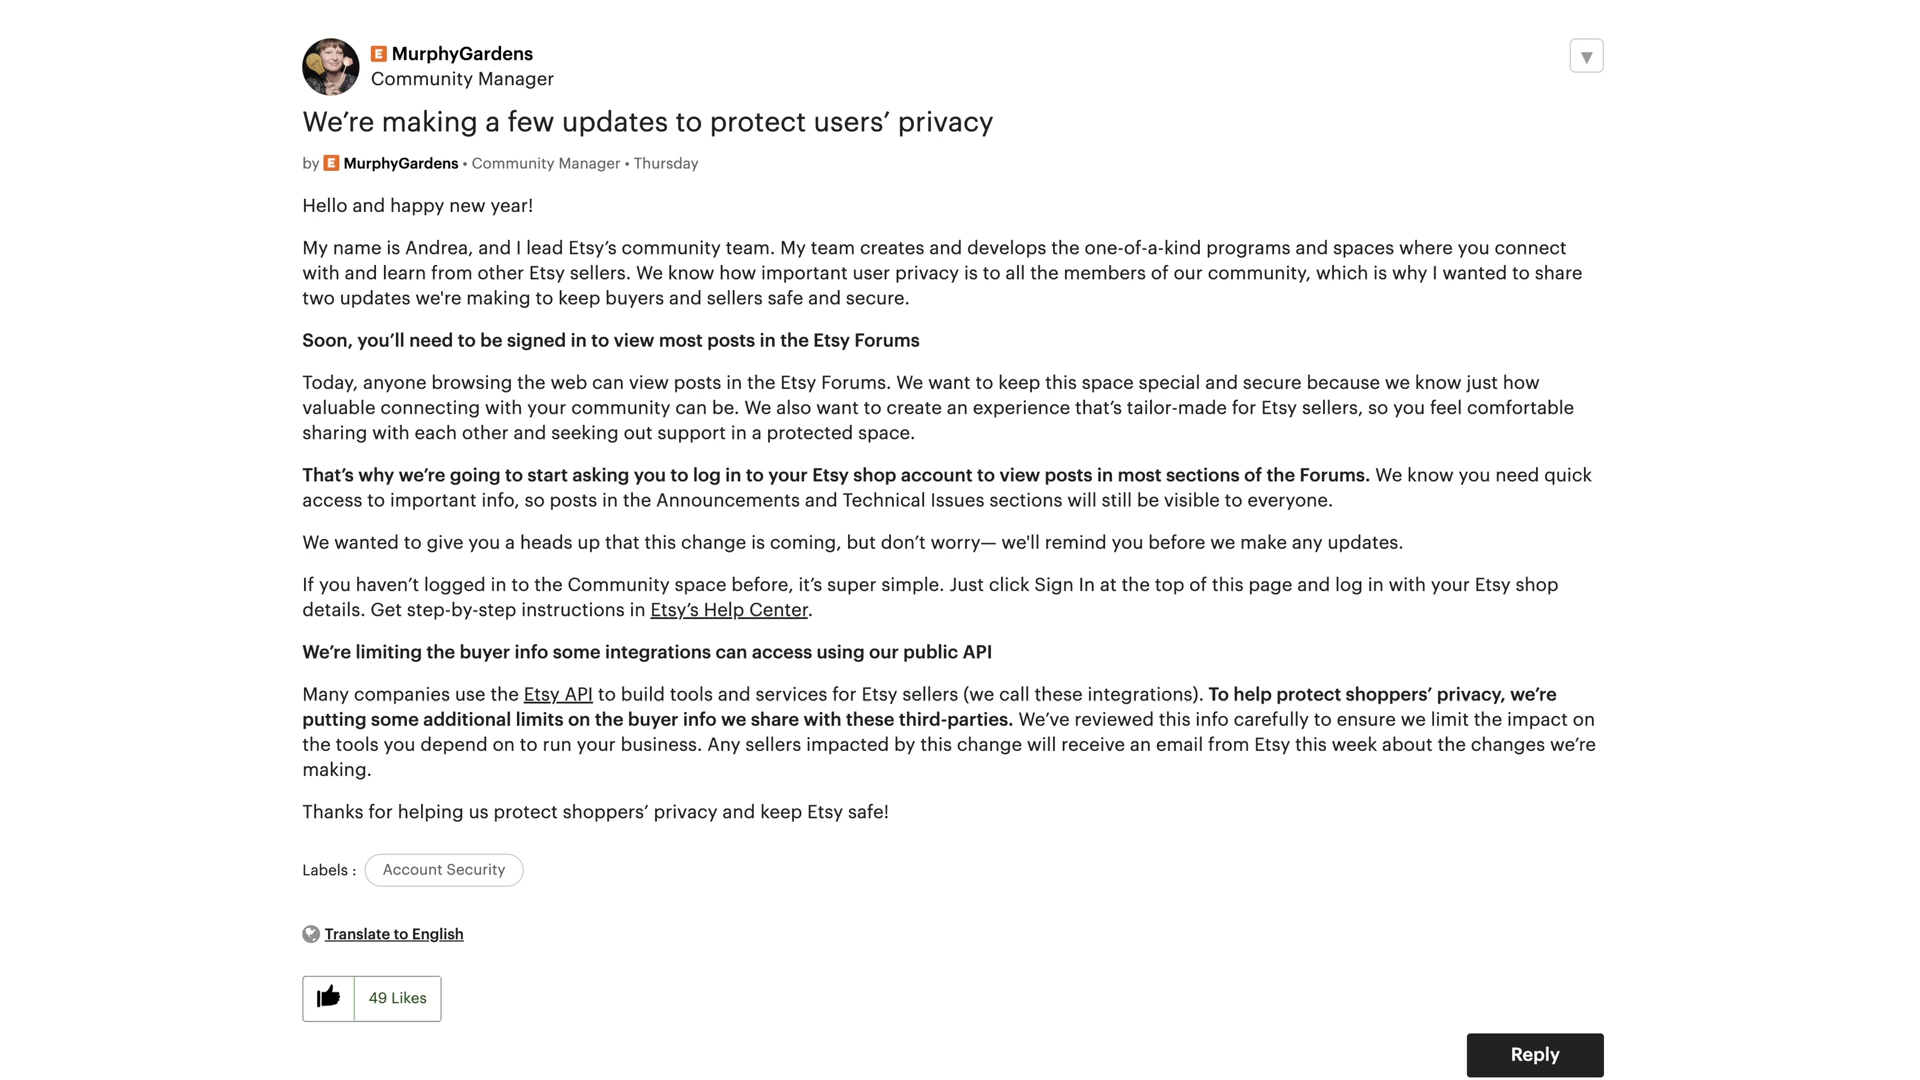 E MurphyGardens
Community Manager
▼
We’re making a few updates to protect users’ privacy
by E MurphyGardens • Community Manager • Thursday
Hello and happy new year!
My name is Andrea, and I lead Etsy’s community team. My team creates and develops the one-of-a-kind programs and spaces where you connect
with and learn from other Etsy sellers. We know how important user privacy is to all the members of our community, which is why I wanted to share
two updates we're making to keep buyers and sellers safe and secure.
Soon, you’ll need to be signed in to view most posts in the Etsy Forums
Today, anyone browsing the web can view posts in the Etsy Forums. We want to keep this space special and secure because we know just how
valuable connecting with your community can be. We also want to create an experience that’s tailor-made for Etsy sellers, so you feel comfortable
sharing with each other and seeking out support in a protected space.
That’s why we’re going to start asking you to log in to your Etsy shop account to view posts in most sections of the Forums. We know you need quick
access to important info, so posts in the Announcements and Technical Issues sections will still be visible to everyone.
We wanted to give you a heads up that this change is coming, but don’t worry— we'll remind you before we make any updates.
If you haven’t logged in to the Community space before, it’s super simple. Just click Sign In at the top of this page and log in with your Etsy shop
details. Get step-by-step instructions in Etsy’s Help Center.
We’re limiting the buyer info some integrations can access using our public API
Many companies use the Etsy API to build tools and services for Etsy sellers (we call these integrations). To help protect shoppers’ privacy, we’re
putting some additional limits on the buyer info we share with these third-parties. We’ve reviewed this info carefully to ensure we limit the impact on
the tools you depend on to run your business. Any sellers impacted by this change will receive an email from Etsy this week about the changes we’re
making.
Thanks for helping us protect shoppers’ privacy and keep Etsy safe!
Labels : Account Security
Translate to English
49 Likes
Reply